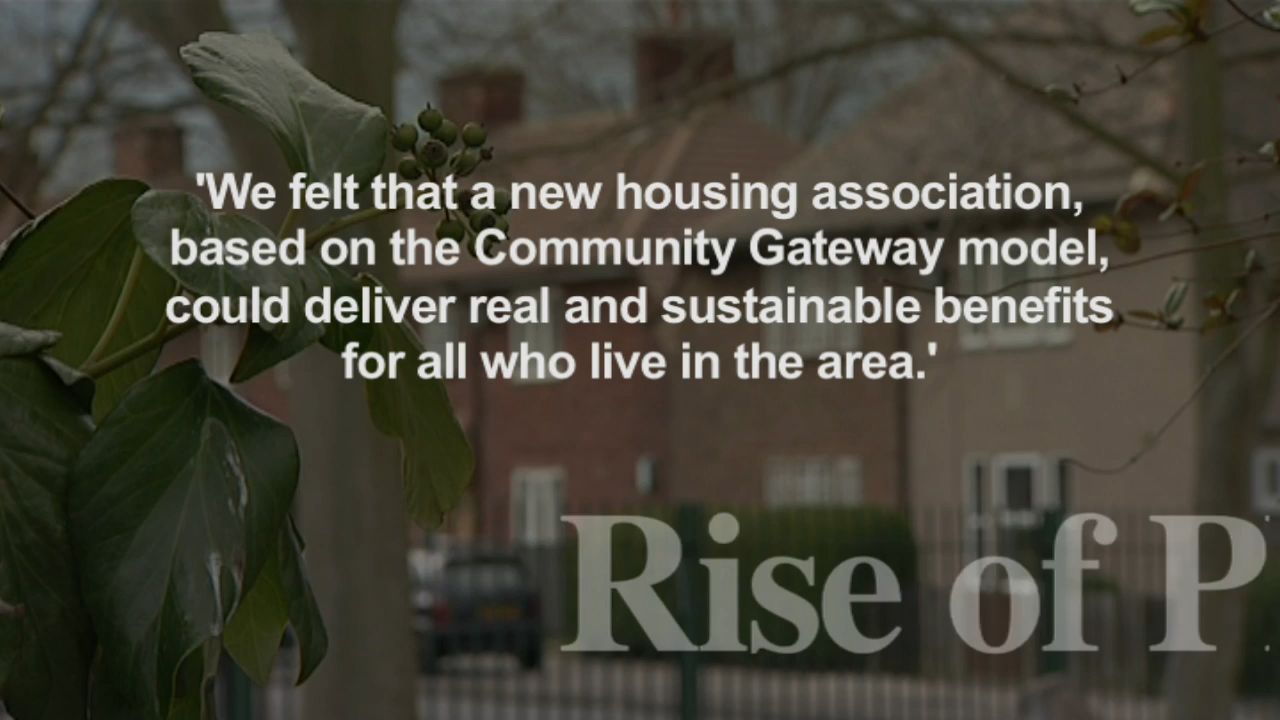 'We felt that a new housing association,
based on the Community Gateway model,
could deliver real and sustainable benefits
for all who live in the area.'
Rise of P